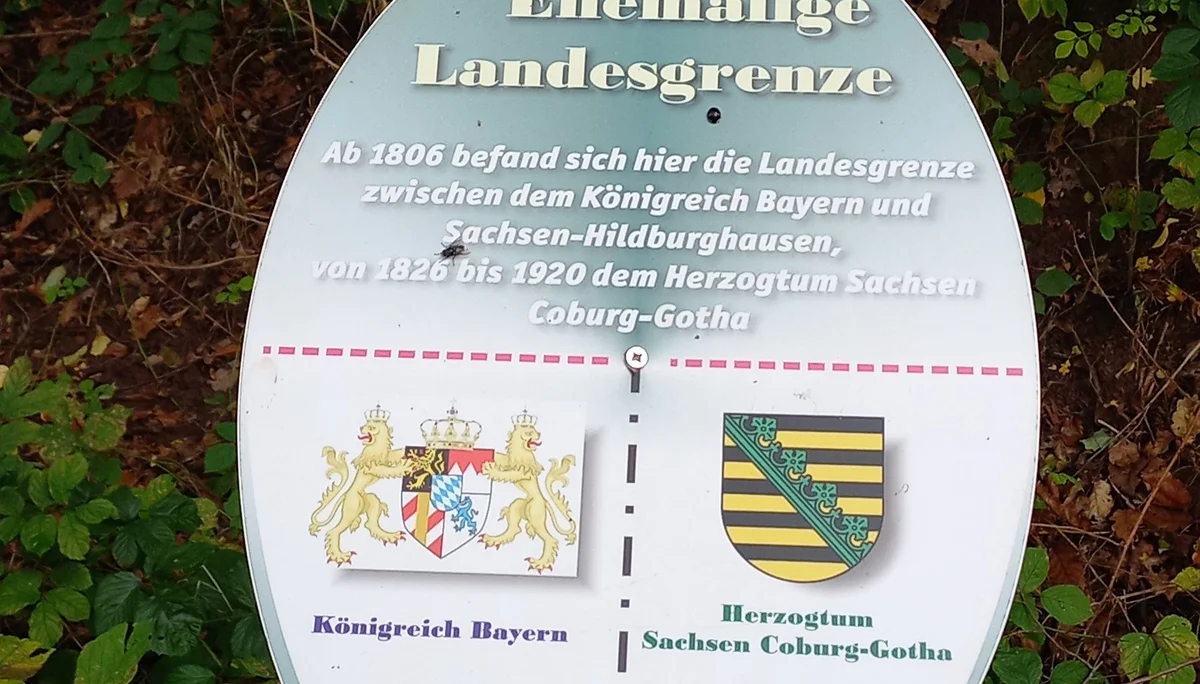 Ehemalige
Landesgrenze
Ab 1806 befand sich hier die Landesgrenze
zwischen dem Königreich Bayern und
Sachsen-Hildburghausen,
von 1826 bis 1920 dem Herzogtum Sachsen
Coburg-Gotha
Königreich Bayern
Herzogtum
Sachsen Coburg-Gotha